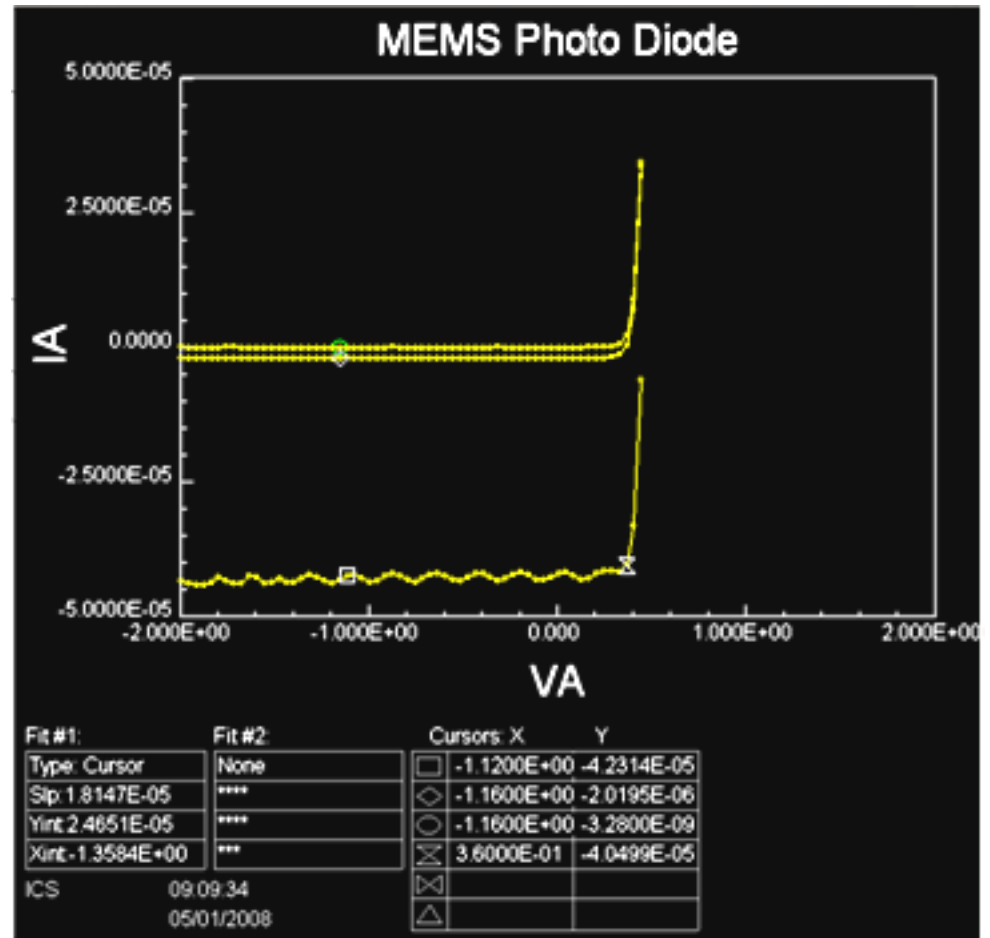 MEMS Photo Diode
5.0000E-05
2.5000E-05
0.0000
-2.5000E-05
-5.0000E-05
IA
-2.000E+00 -1.000E+00 0.000 1.000E+00 2.000E+00
VA
Fit #1: Fit #2: Cursors: X Y
Type: Cursor None -1.1200E+00 -4.2314E-05
Slp:1.8147E-05 **** -1.1600E+00 -2.0195E-06
Yint:2.4651E-05 **** -1.1600E+00 -3.2800E-09
Xint:-1.3584E+00 *** 3.6000E-01 -4.0499E-05
ICS 09:09:34
05/01/2008